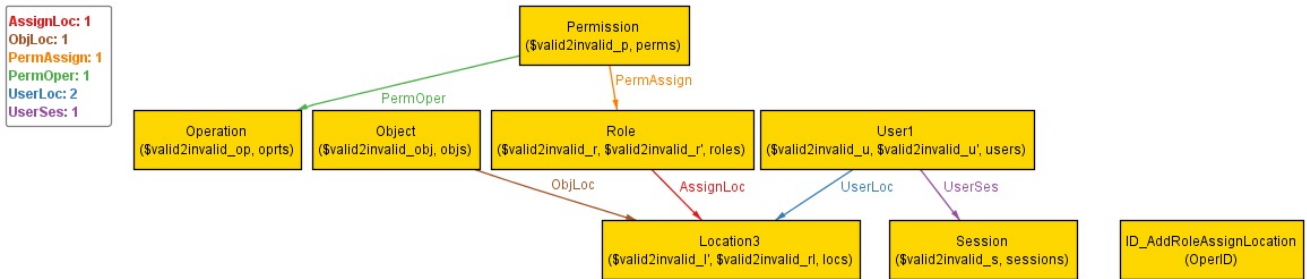 AssignLoc: 1
ObjLoc: 1
PermAssign: 1
PermOper: 1
UserLoc: 2
UserSes: 1
Permission
($valid2invalid_p, perms)
PermOper
PermAssign
Operation
($valid2invalid_op, oprts)
Object
($valid2invalid_obj, objs)
Role
($valid2invalid_r, $valid2invalid_r', roles)
User1
($valid2invalid_u, $valid2invalid_u', users)
ObjLoc
AssignLoc
UserLoc
UserSes
Location3
($valid2invalid_l', $valid2invalid_rl, locs)
Session
($valid2invalid_s, sessions)
ID_AddRoleAssignLocation
(OperID)